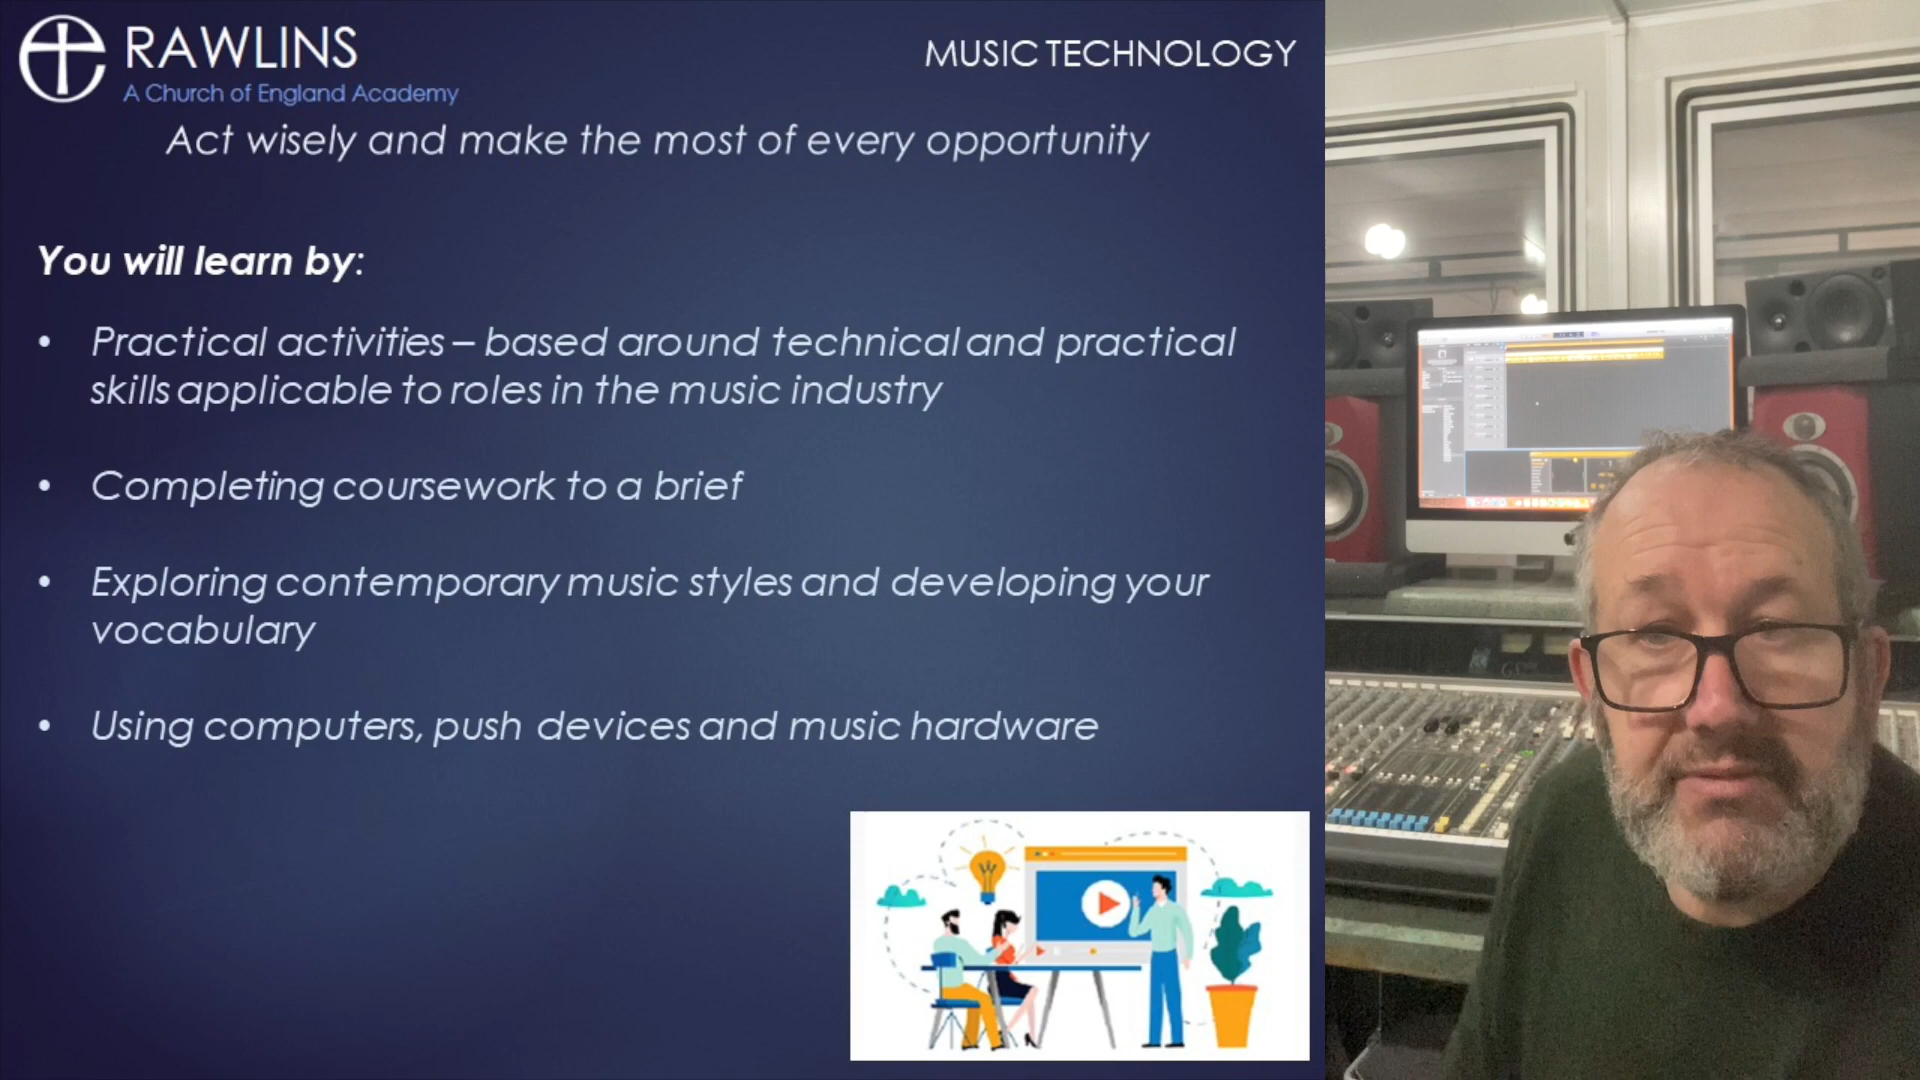 RAWLINS
A Church of England Academy
MUSIC TECHNOLOGY
Act wisely and make the most of every opportunity
You will learn by:
• Practical activities – based around technical and practical
skills applicable to roles in the music industry
• Completing coursework to a brief
• Exploring contemporary music styles and developing your
vocabulary
• Using computers, push devices and music hardware